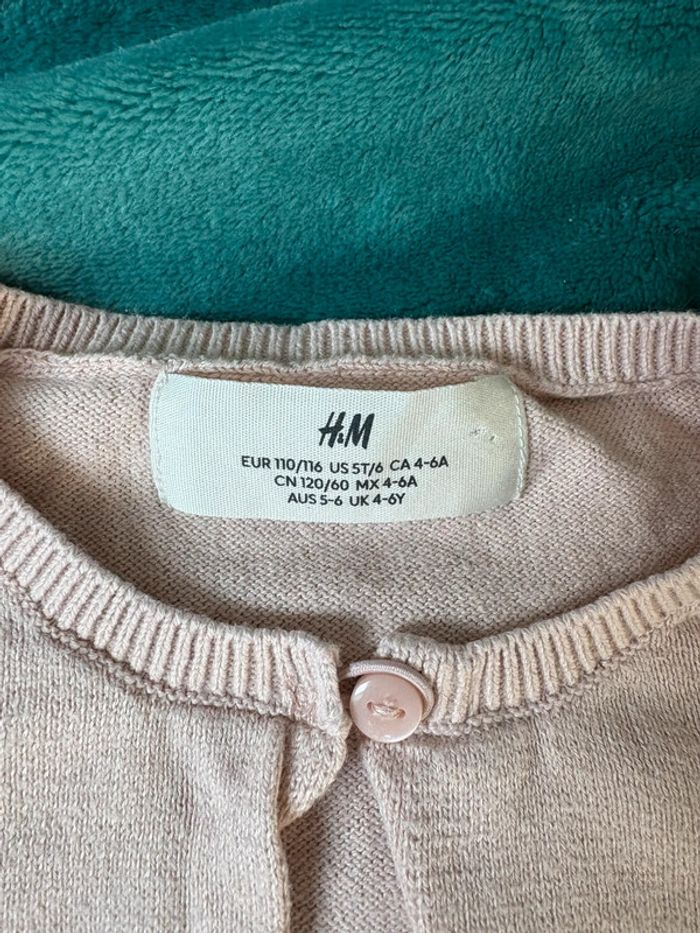 H&M
EUR 110/116 US 5T/6 CA 4-6A
CN 120/60 MX 4-6A
AUS 5-6 UK 4-6Y